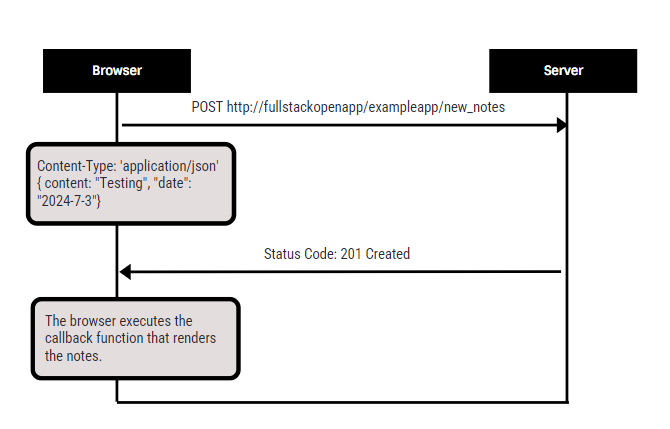 Browser
Server
POST http://fullstackopenapp/exampleapp/new_notes
Content-Type: 'application/json'
{ content: "Testing", "date":
"2024-7-3"}
Status Code: 201 Created
The browser executes the
callback function that renders
the notes.